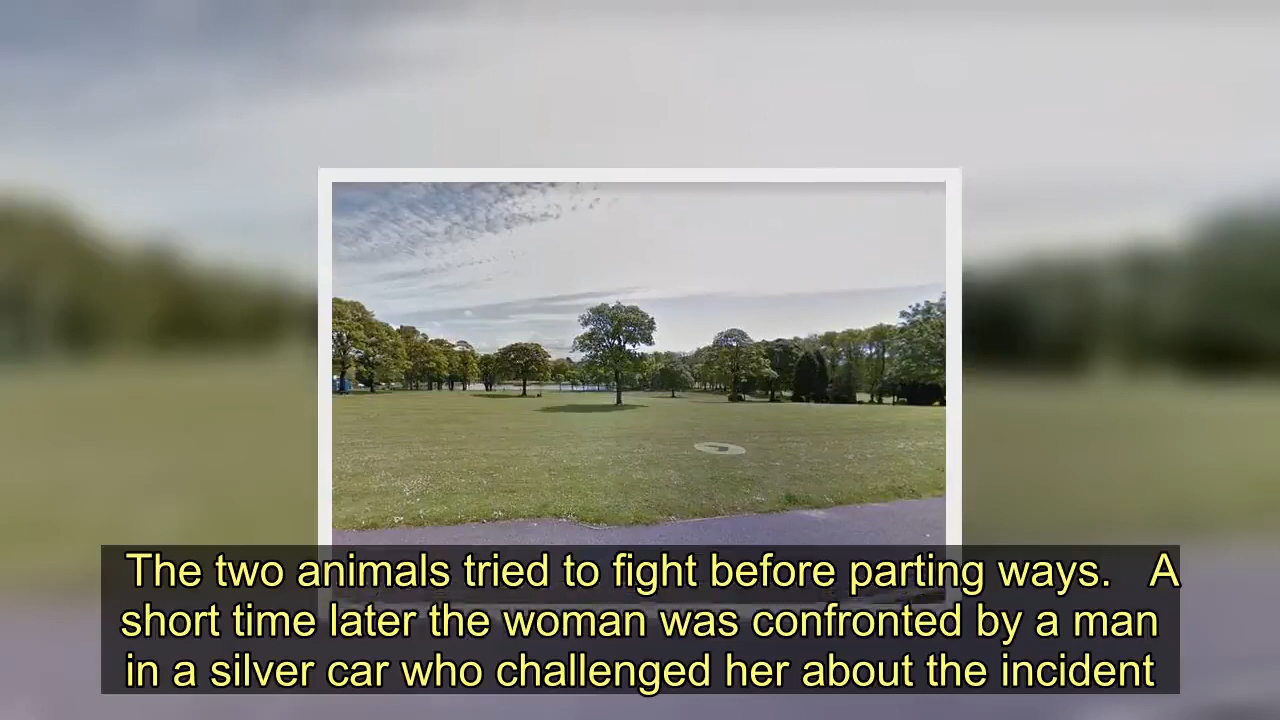 The two animals tried to fight before parting ways. A
short time later the woman was confronted by a man
in a silver car who challenged her about the incident